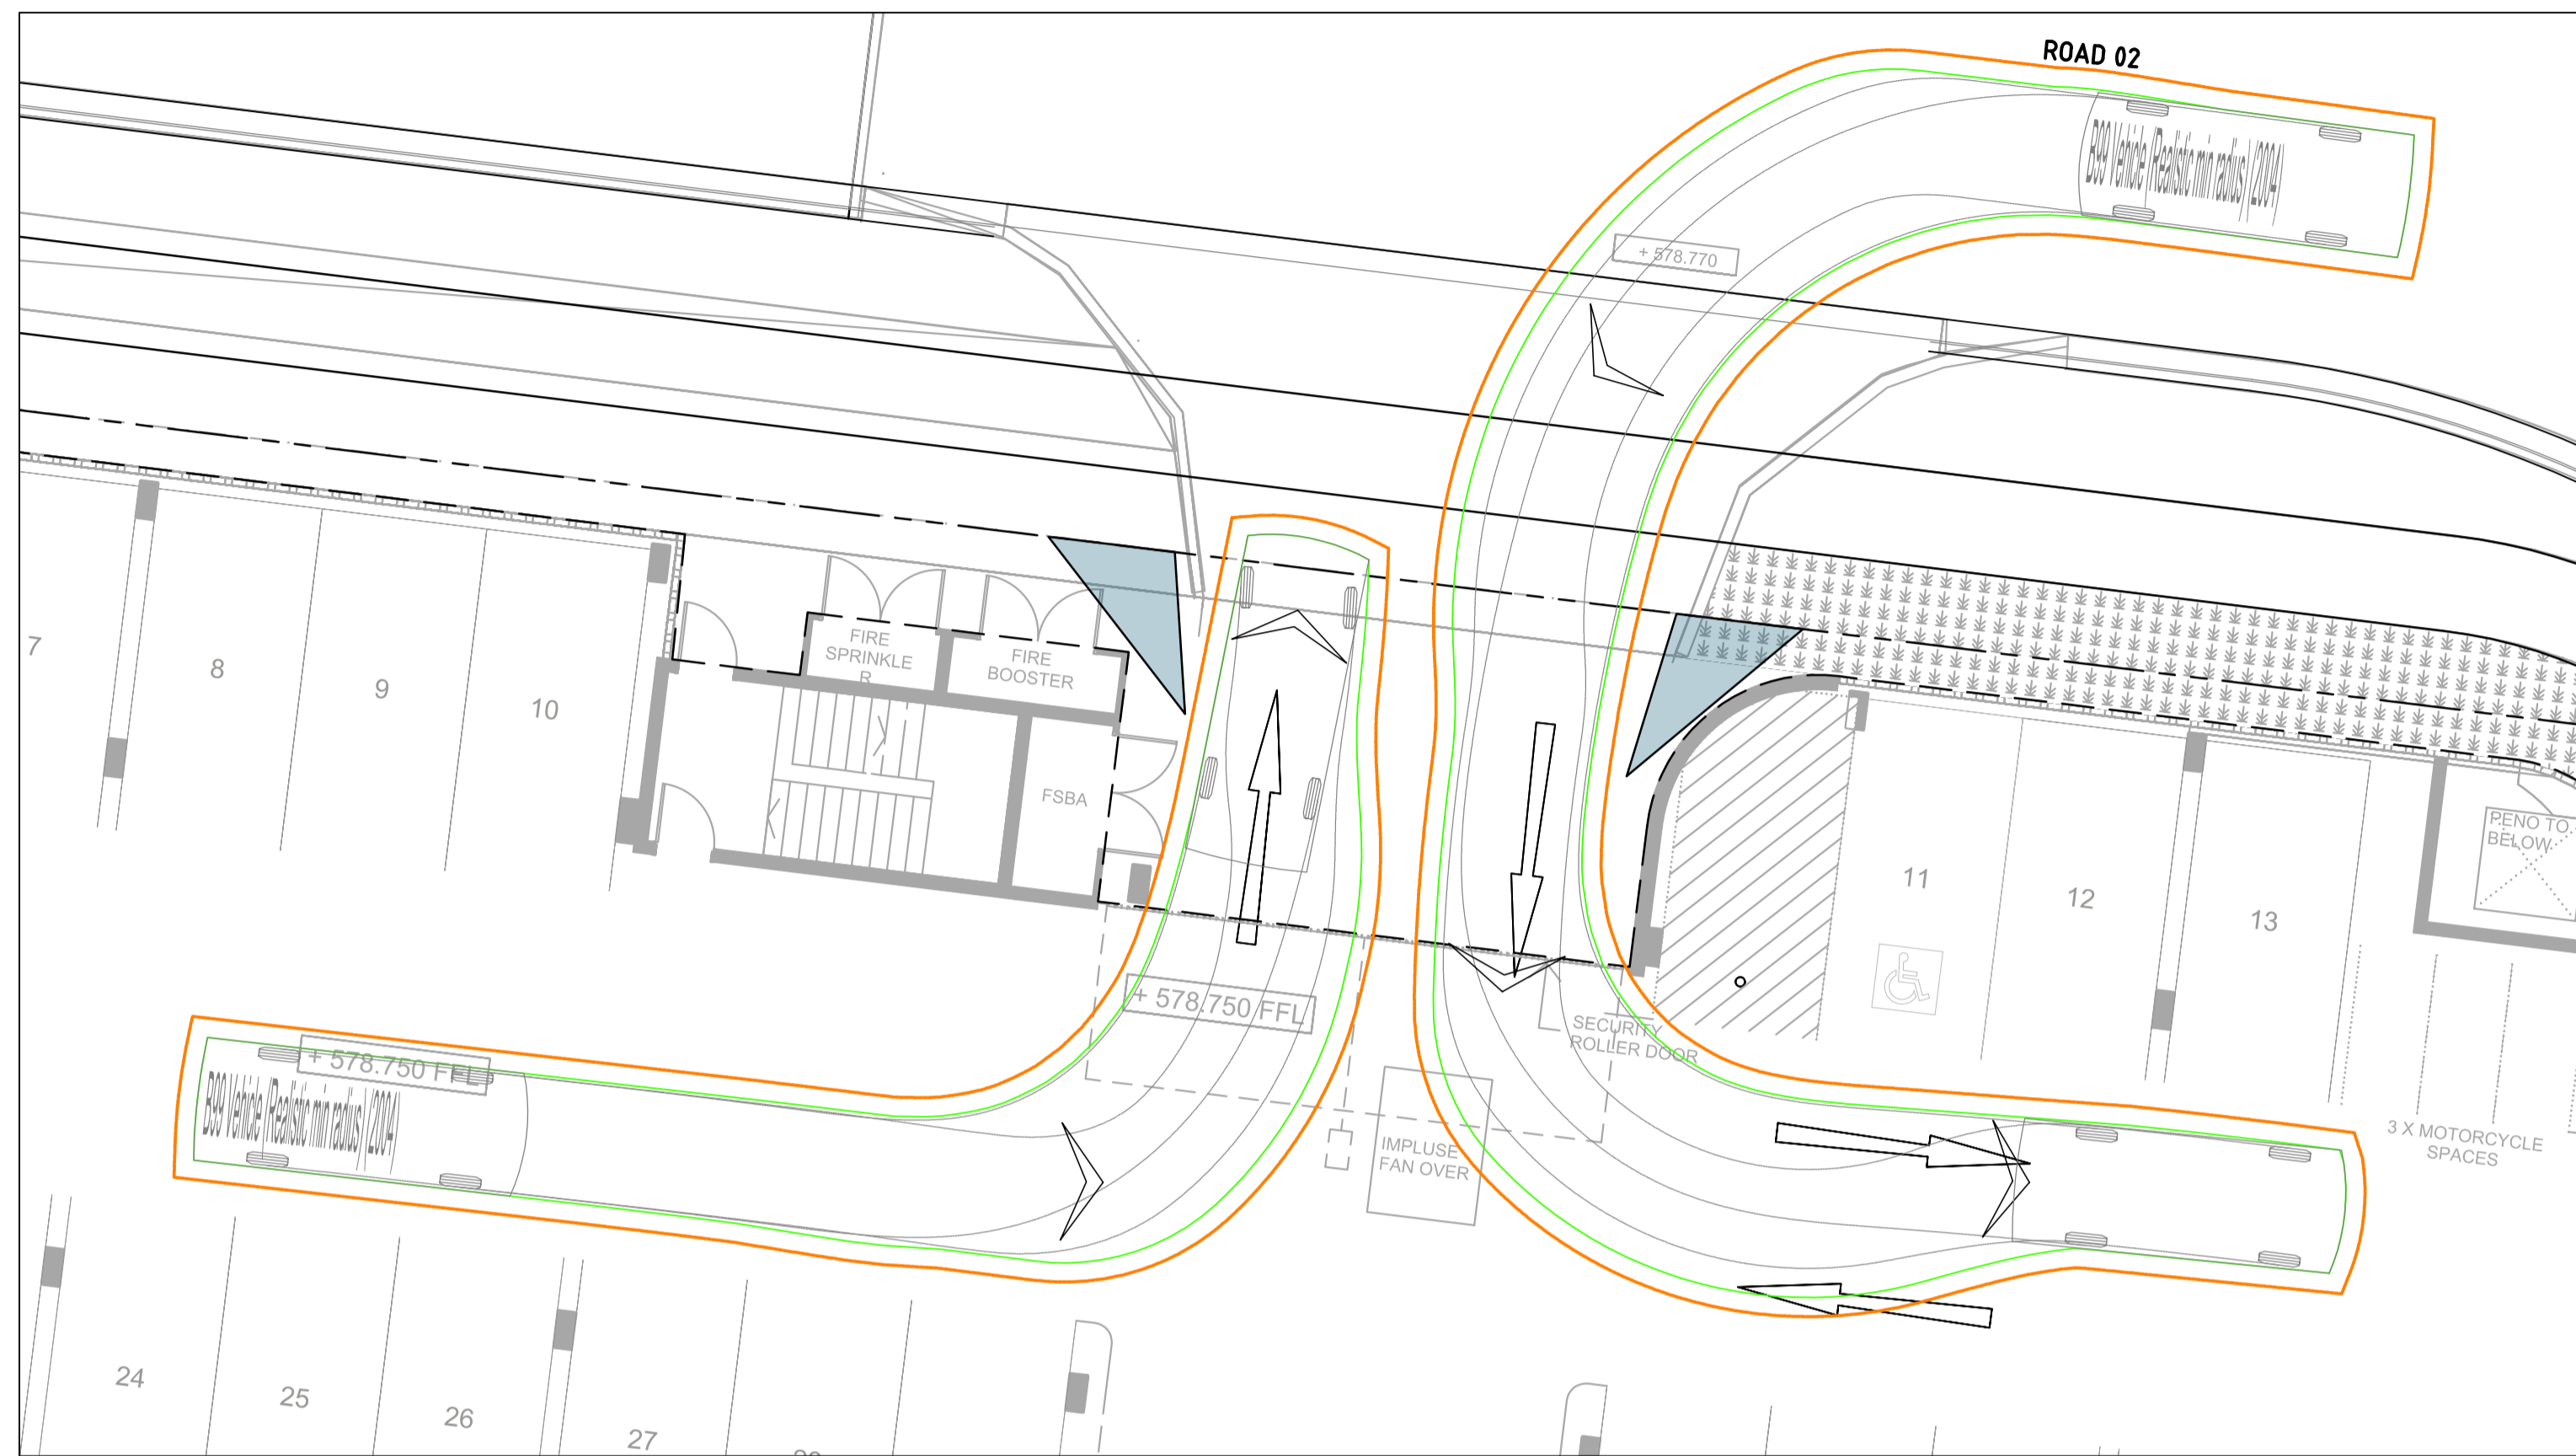 ROAD 02
B99 Vehicle (Realistic min radius) (2004)
+ 578.770
7
8
9
10
FIRE
SPRINKLE
R
FIRE
BOOSTER
FSBA
11
12
13
PENO TO
BELOW
+ 578.750 FFL
SECURITY
ROLLER DOOR
+ 578.750 FFL
B99 Vehicle (Realistic min radius) (2004)
IMPLUSE
FAN OVER
3 X MOTORCYCLE
SPACES
24
25
26
27